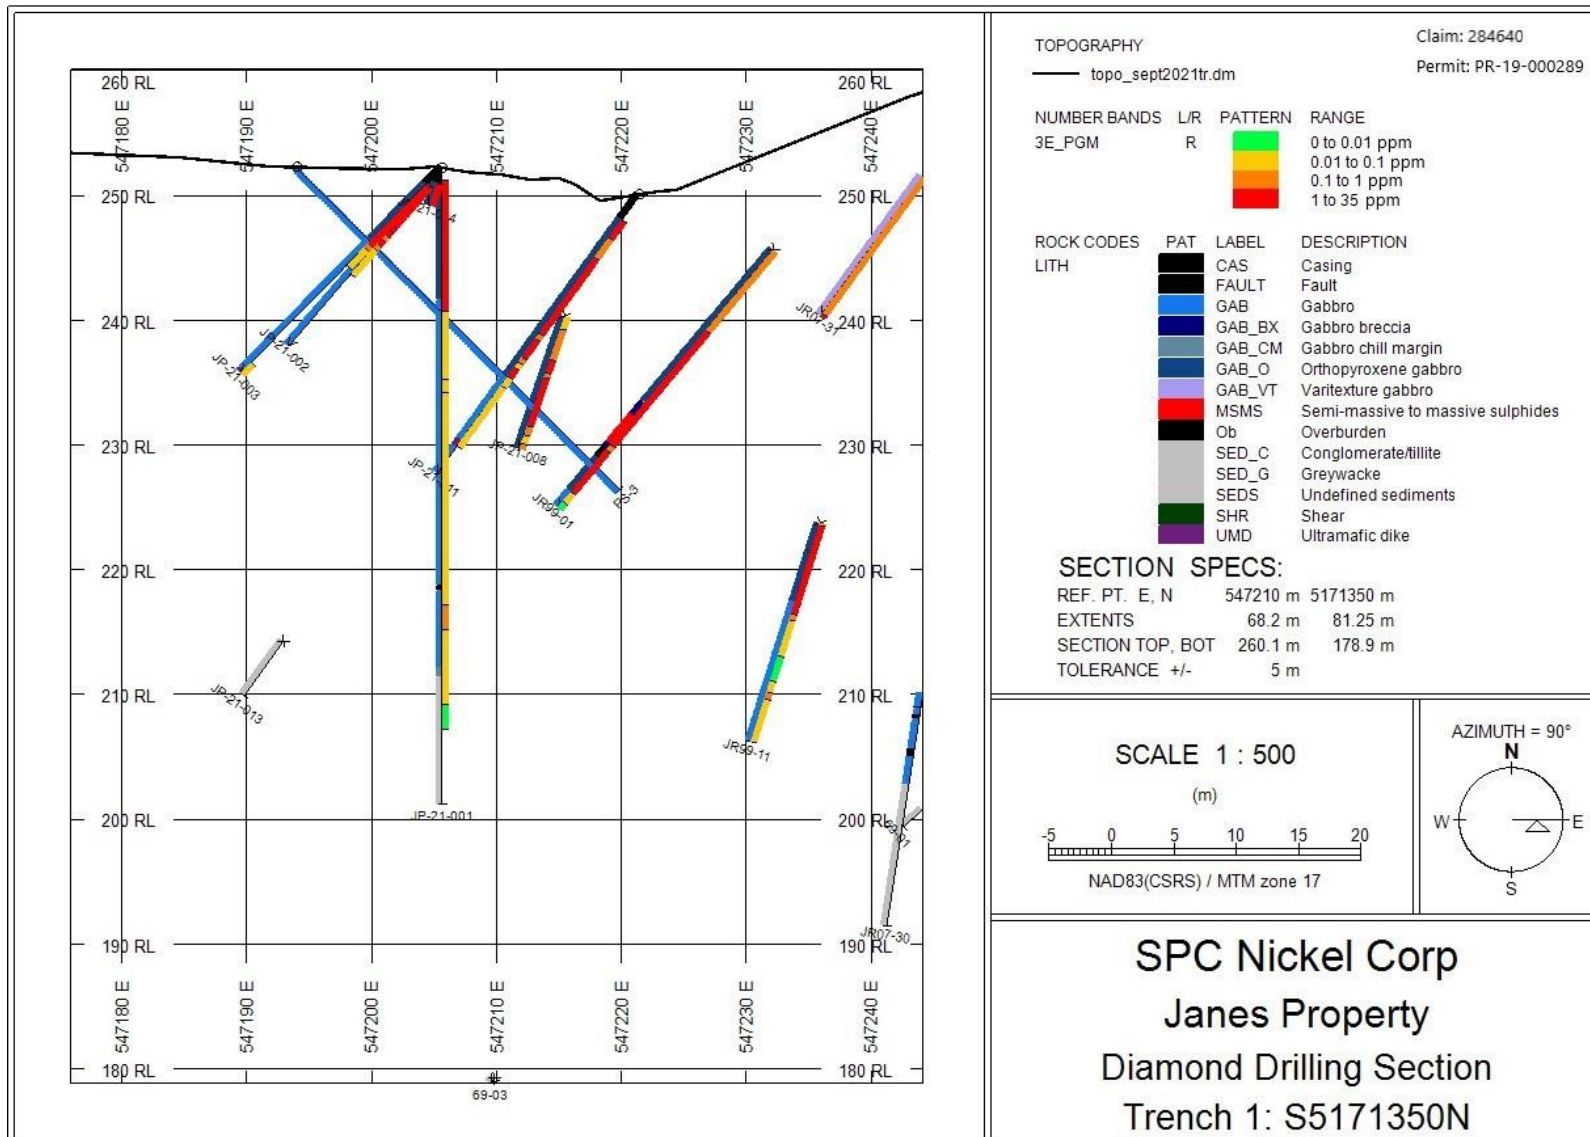 260 RL
260 RL
547180 E
547190 E
547200 E
547210 E
547220 E
547230 E
547240 E
250 RL
250 RL
240 RL
240 RL
230 RL
230 RL
220 RL
220 RL
210 RL
210 RL
200 RL
200 RL
190 RL
190 RL
180 RL
180 RL
547180 E
547190 E
547200 E
547210 E
547220 E
547230 E
547240 E
JP-21-002
JP-21-003
JP-21-008
JR99-01
JR07-31
JP-21-013
JP-21-001
JR99-11
JR07-30
69-03
TOPOGRAPHY
topo_sept2021tr.dm
Claim: 284640
Permit: PR-19-000289
NUMBER BANDS L/R PATTERN RANGE
3E_PGM R 0 to 0.01 ppm
0.01 to 0.1 ppm
0.1 to 1 ppm
1 to 35 ppm
ROCK CODES PAT LABEL DESCRIPTION
LITH CAS Casing
FAULT Fault
GAB Gabbro
GAB_BX Gabbro breccia
GAB_CM Gabbro chill margin
GAB_O Orthopyroxene gabbro
GAB_VT Varitexture gabbro
MSMS Semi-massive to massive sulphides
Ob Overburden
SED_C Conglomerate/tillite
SED_G Greywacke
SEDS Undefined sediments
SHR Shear
UMD Ultramafic dike
SECTION SPECS:
REF. PT. E, N 547210 m 5171350 m
EXTENTS 68.2 m 81.25 m
SECTION TOP, BOT 260.1 m 178.9 m
TOLERANCE +/- 5 m
SCALE 1 : 500
(m)
-5 0 5 10 15 20
NAD83(CSRS) / MTM zone 17
AZIMUTH = 90°
N
W E
S
SPC Nickel Corp
Janes Property
Diamond Drilling Section
Trench 1: S5171350N